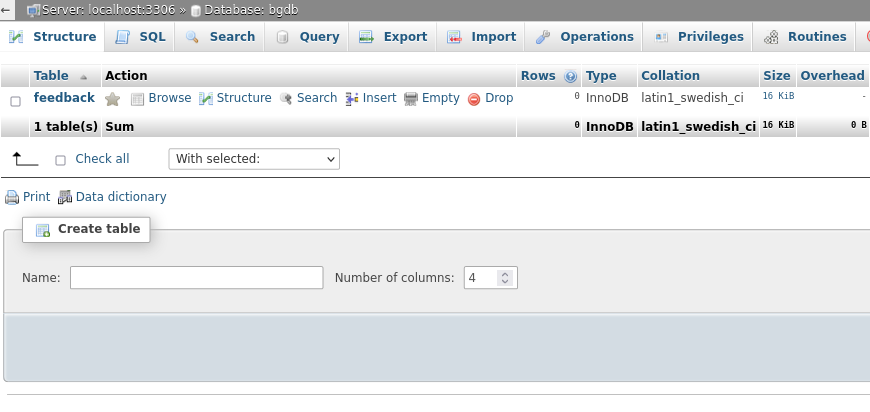 Server: localhost:3306 » Database: bgdb
Structure SQL Search Query Export Import Operations Privileges Routines
Table Action Rows Type Collation Size Overhead
feedback Browse Structure Search Insert Empty Drop 0 InnoDB latin1_swedish_ci 16 KiB -
1 table(s) Sum 0 InnoDB latin1_swedish_ci 16 KiB 0 B
Check all With selected:
Print Data dictionary
Create table
Name: Number of columns: 4